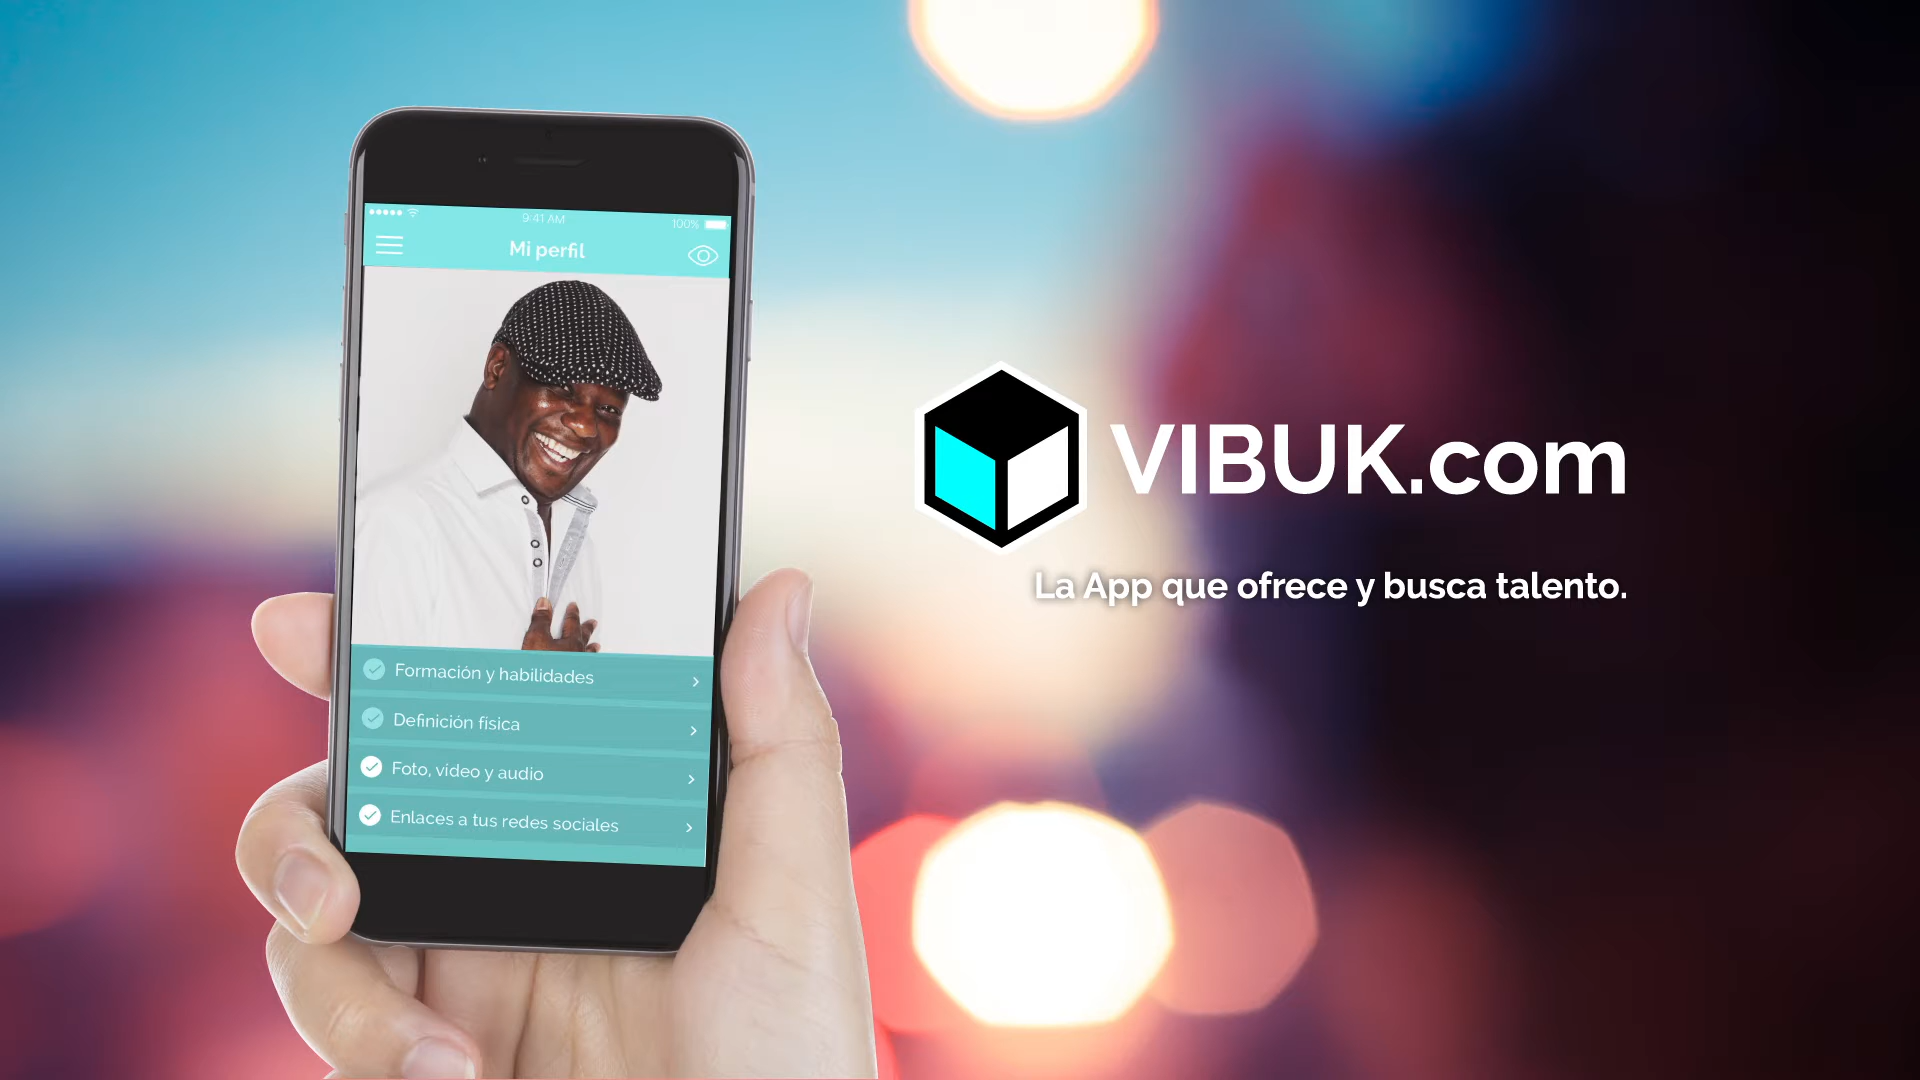 9:41 AM
100%
Mi perfil
Formación y habilidades
Definición física
Foto, vídeo y audio
Enlaces a tus redes sociales
VIBUK.com
La App que ofrece y busca talento.